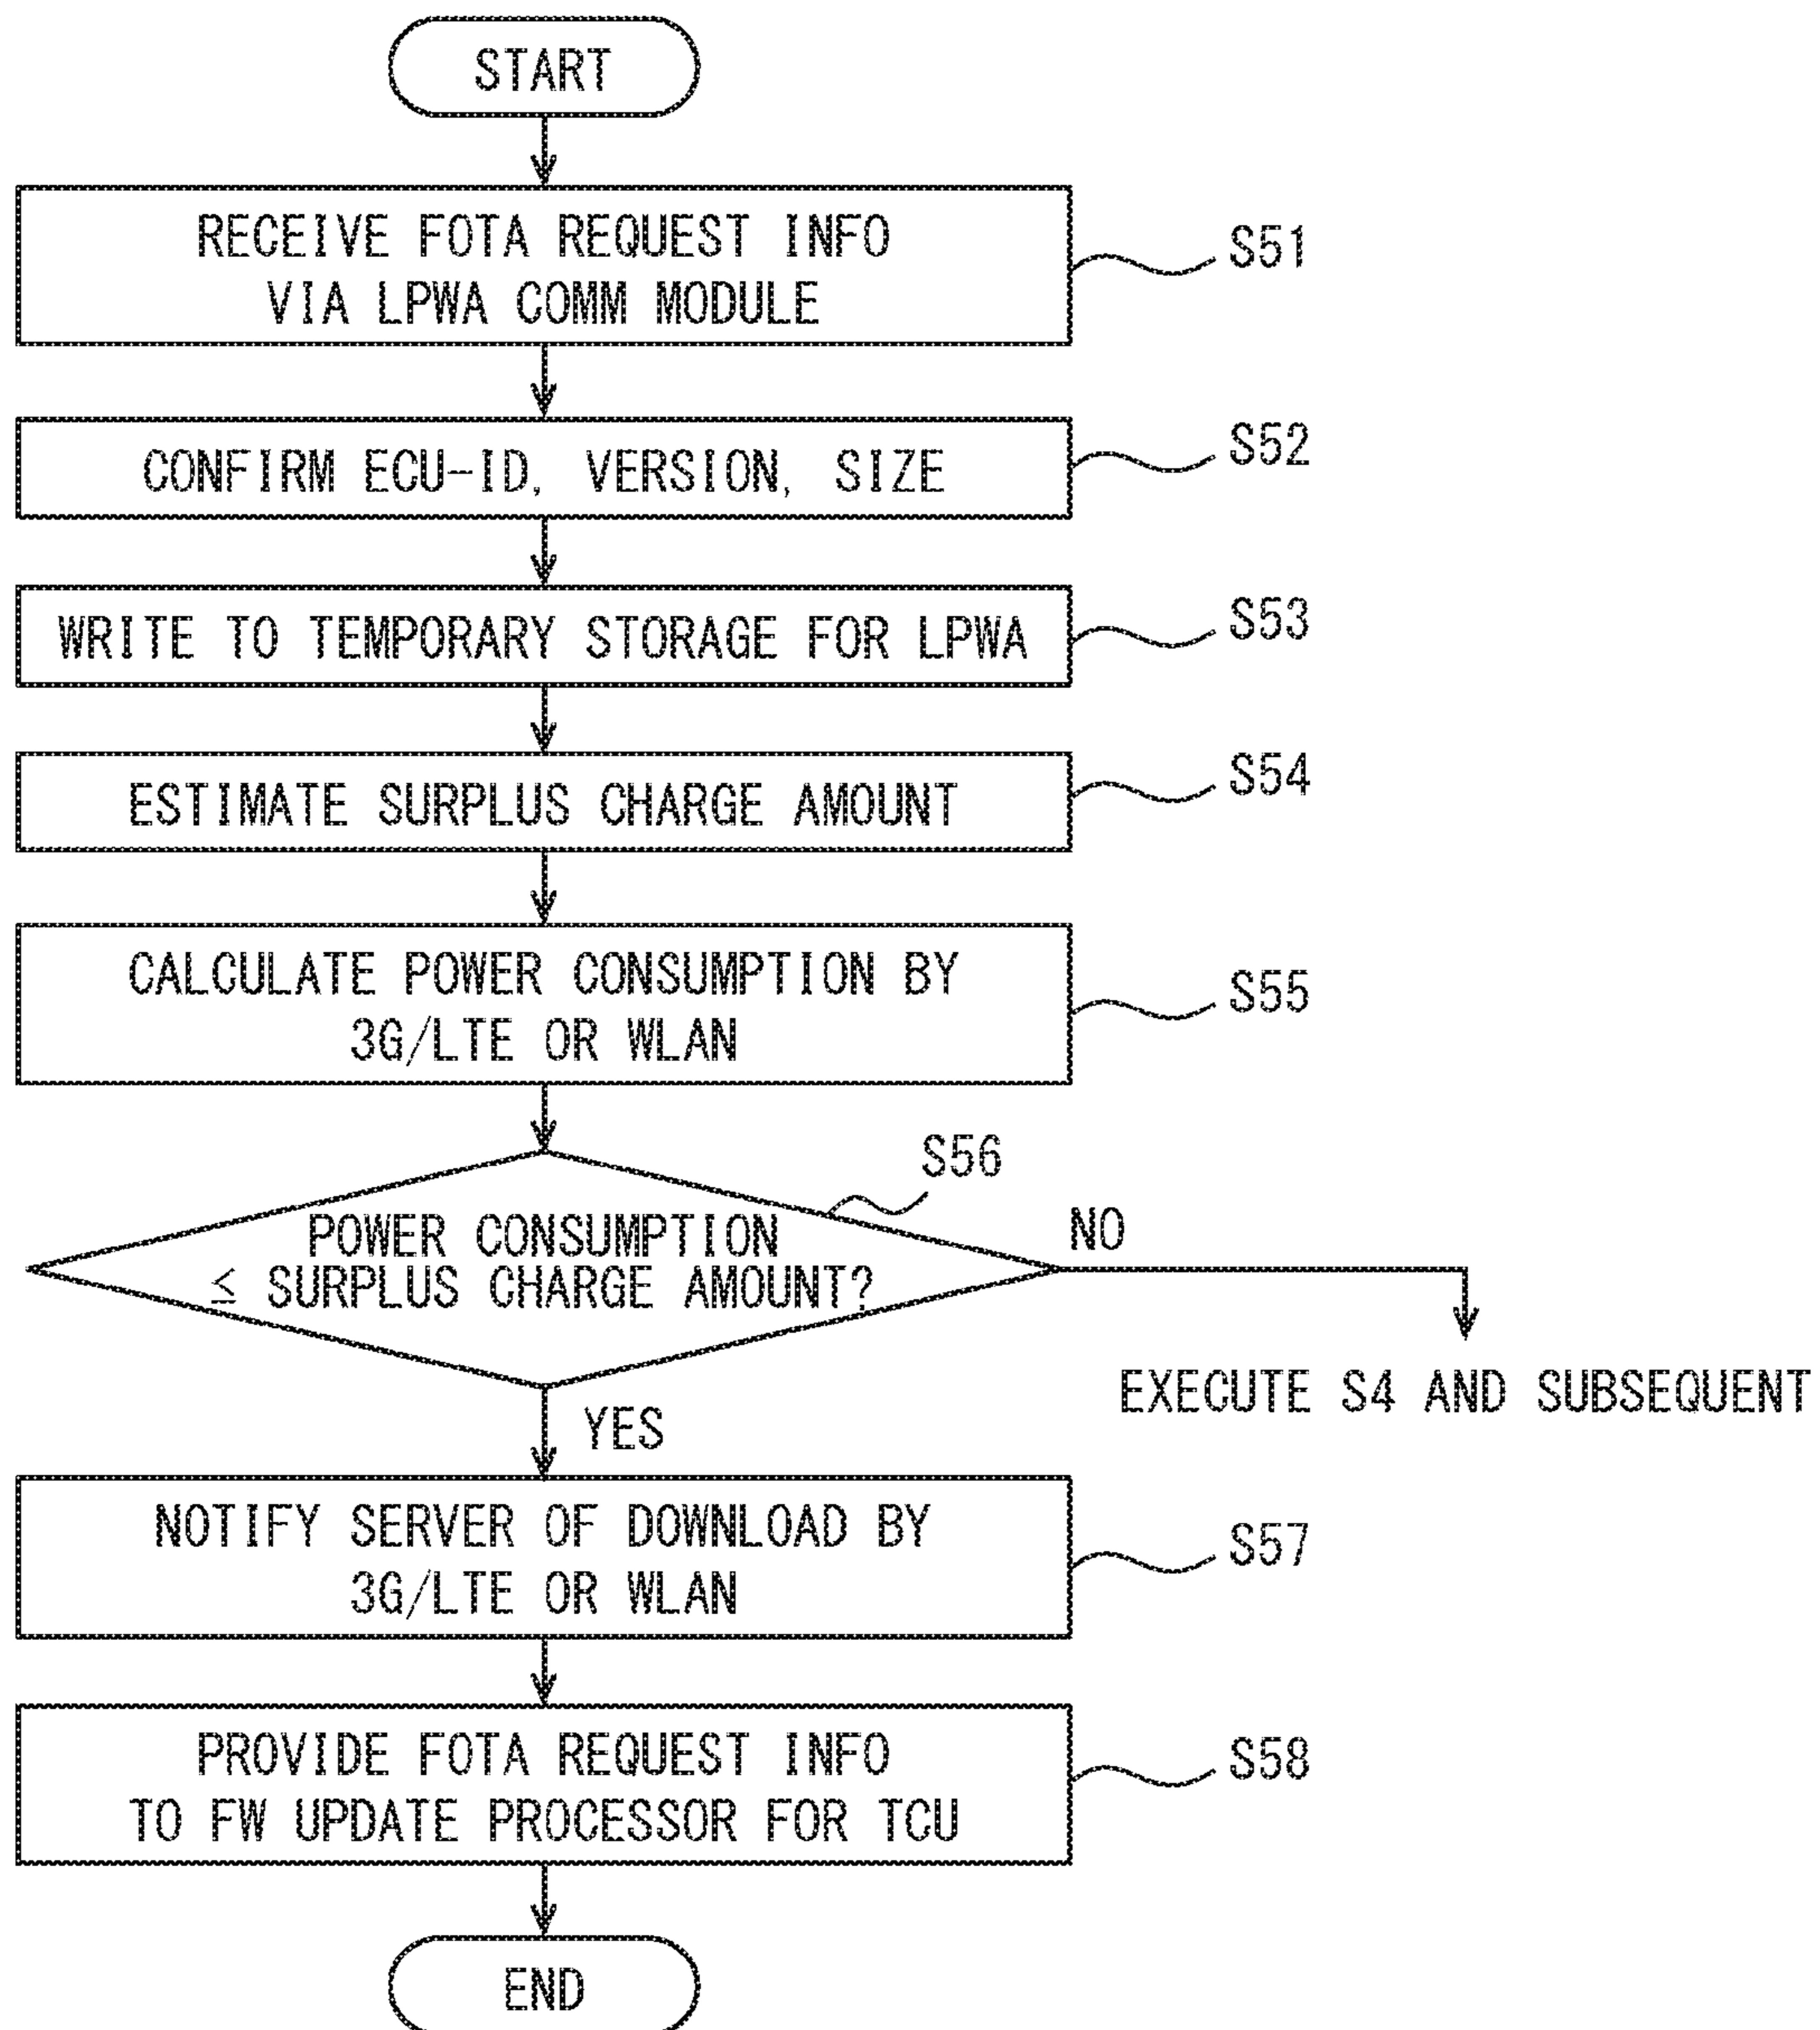 START
RECEIVE FOTA REQUEST INFO
VIA LPWA COMM MODULE
S51
CONFIRM ECU-ID, VERSION, SIZE
S52
WRITE TO TEMPORARY STORAGE FOR LPWA
S53
ESTIMATE SURPLUS CHARGE AMOUNT
S54
CALCULATE POWER CONSUMPTION BY
3G/LTE OR WLAN
S55
S56
POWER CONSUMPTION
≤ SURPLUS CHARGE AMOUNT?
NO
EXECUTE S4 AND SUBSEQUENT
YES
NOTIFY SERVER OF DOWNLOAD BY
3G/LTE OR WLAN
S57
PROVIDE FOTA REQUEST INFO
TO FW UPDATE PROCESSOR FOR TCU
S58
END